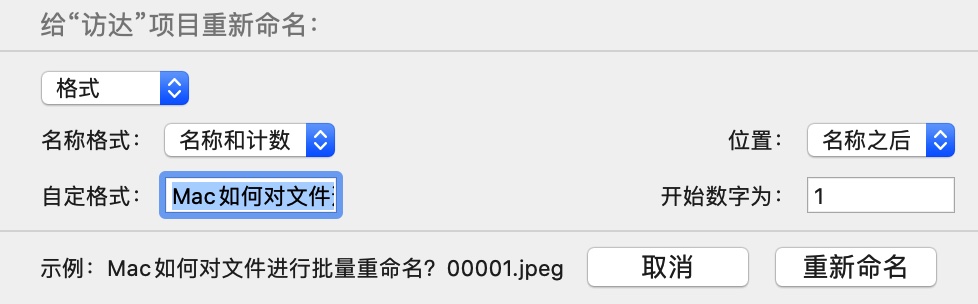 给“访达”项目重新命名：
格式
名称格式： 名称和计数 位置： 名称之后
自定格式： Mac如何对文件 开始数字为： 1
示例：Mac如何对文件进行批量重命名？00001.jpeg 取消 重新命名